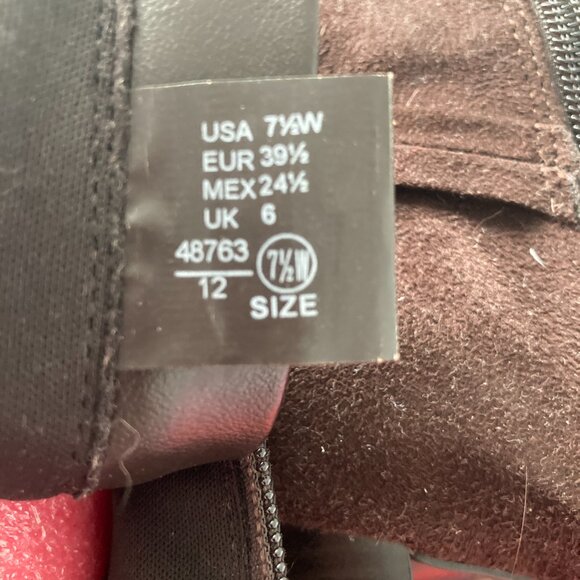 USA 7½W
EUR 39½
MEX 24½
UK 6
48763
12
7½W
SIZE